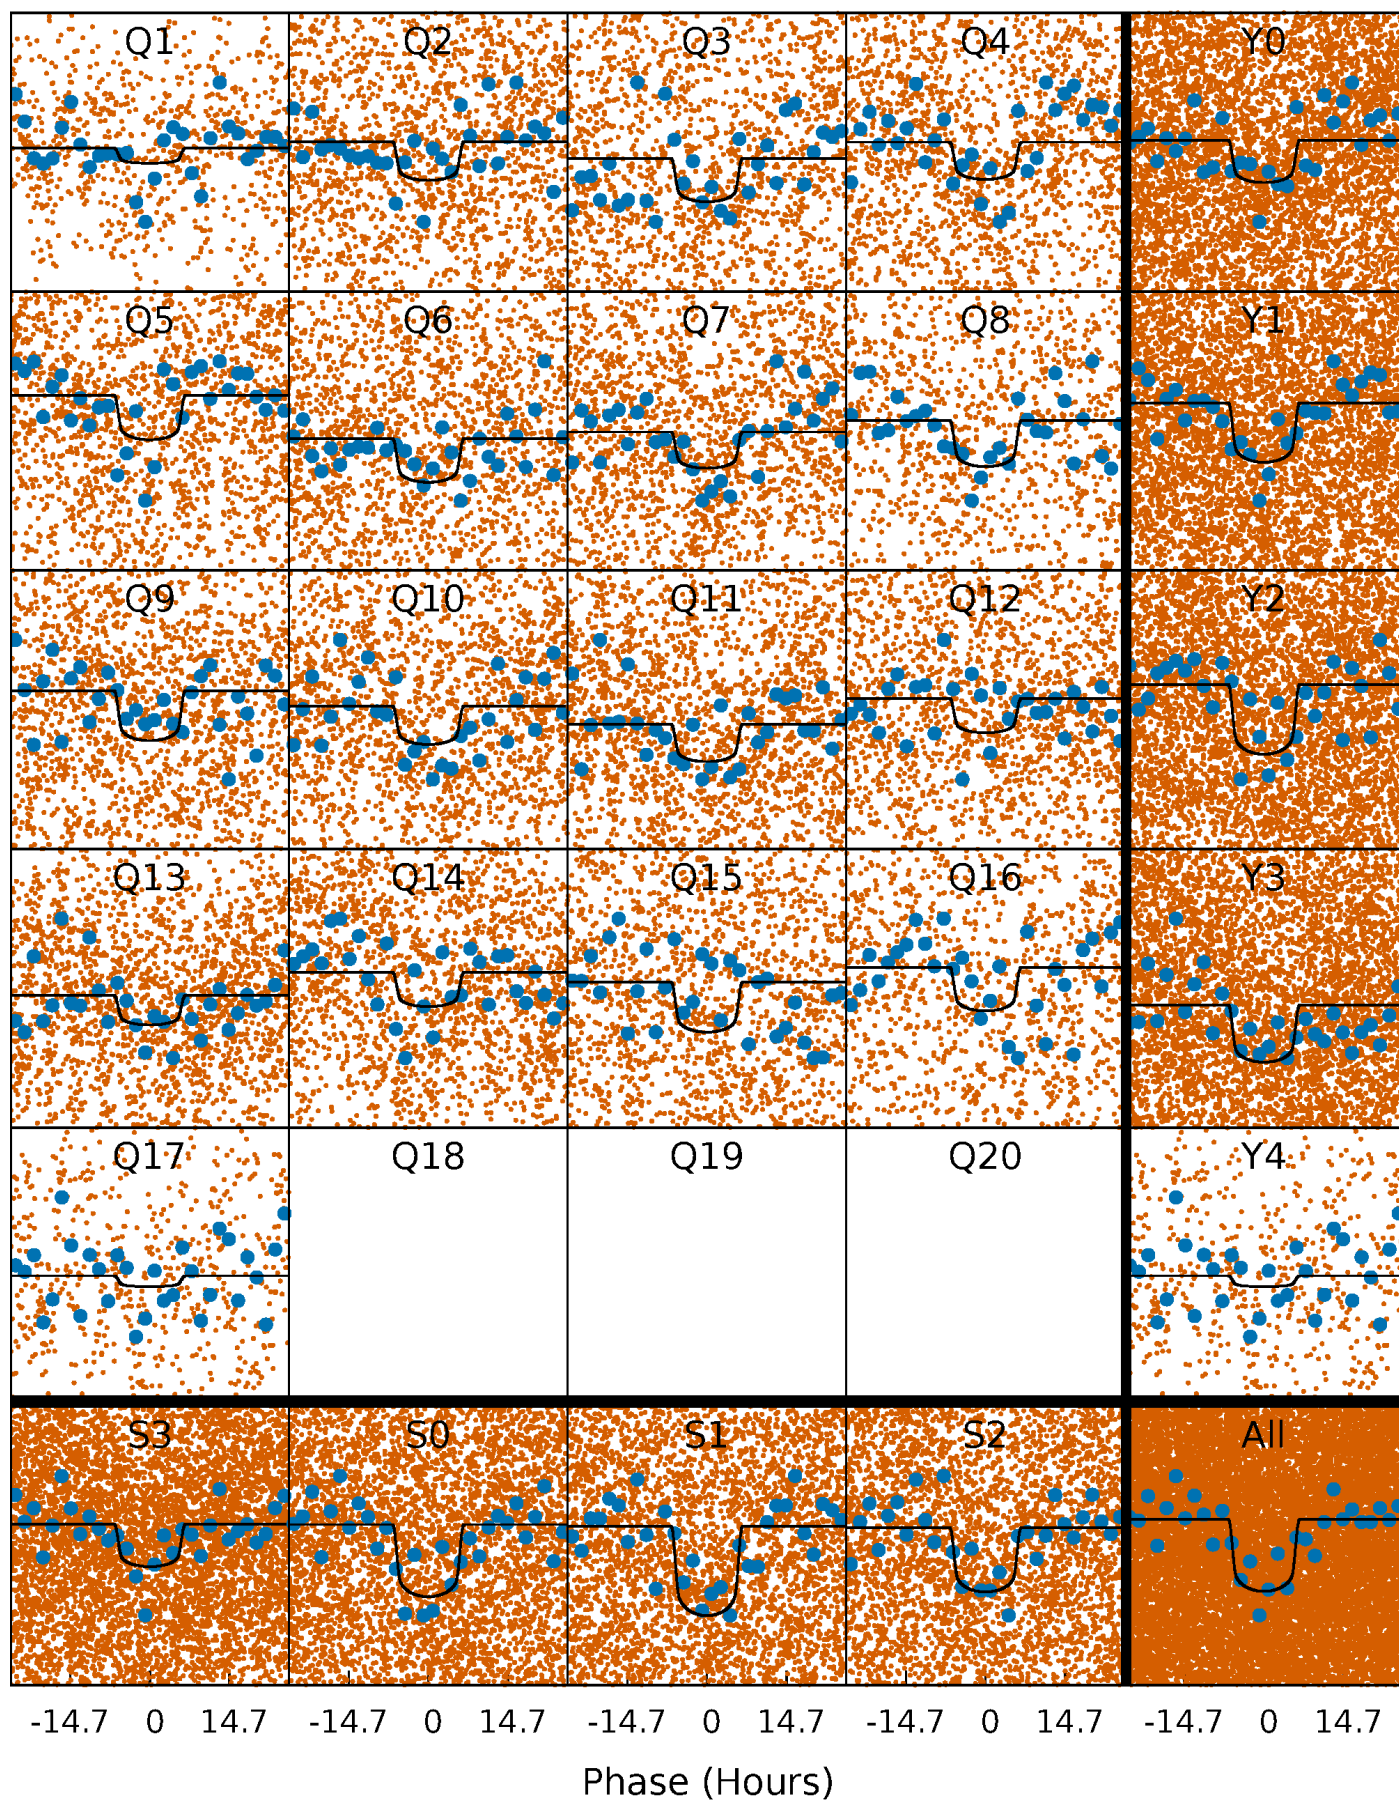 Q1 Q2 Q3 Q4 Y0
Q5 Q6 Q7 Q8 Y1
Q9 Q10 Q11 Q12 Y2
Q13 Q14 Q15 Q16 Y3
Q17 Q18 Q19 Q20 Y4
S3 S0 S1 S2 All
-14.7 0 14.7 -14.7 0 14.7 -14.7 0 14.7 -14.7 0 14.7 -14.7 0 14.7
Phase (Hours)